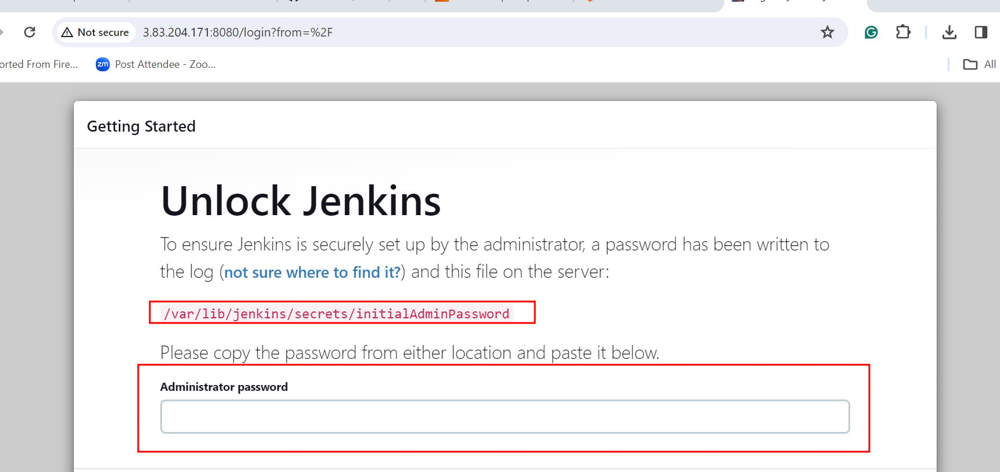 Not secure 3.83.204.171:8080/login?from=%2F
orted From Fire... zm Post Attendee - Zoo... All
Getting Started
Unlock Jenkins
To ensure Jenkins is securely set up by the administrator, a password has been written to
the log (not sure where to find it?) and this file on the server:
/var/lib/jenkins/secrets/initialAdminPassword
Please copy the password from either location and paste it below.
Administrator password